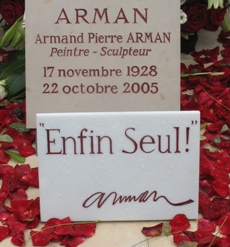 ARMAN
Armand Pierre ARMAN
Peintre - Sculpteur
17 novembre 1928
22 octobre 2005
"Enfin Seul!"
arman